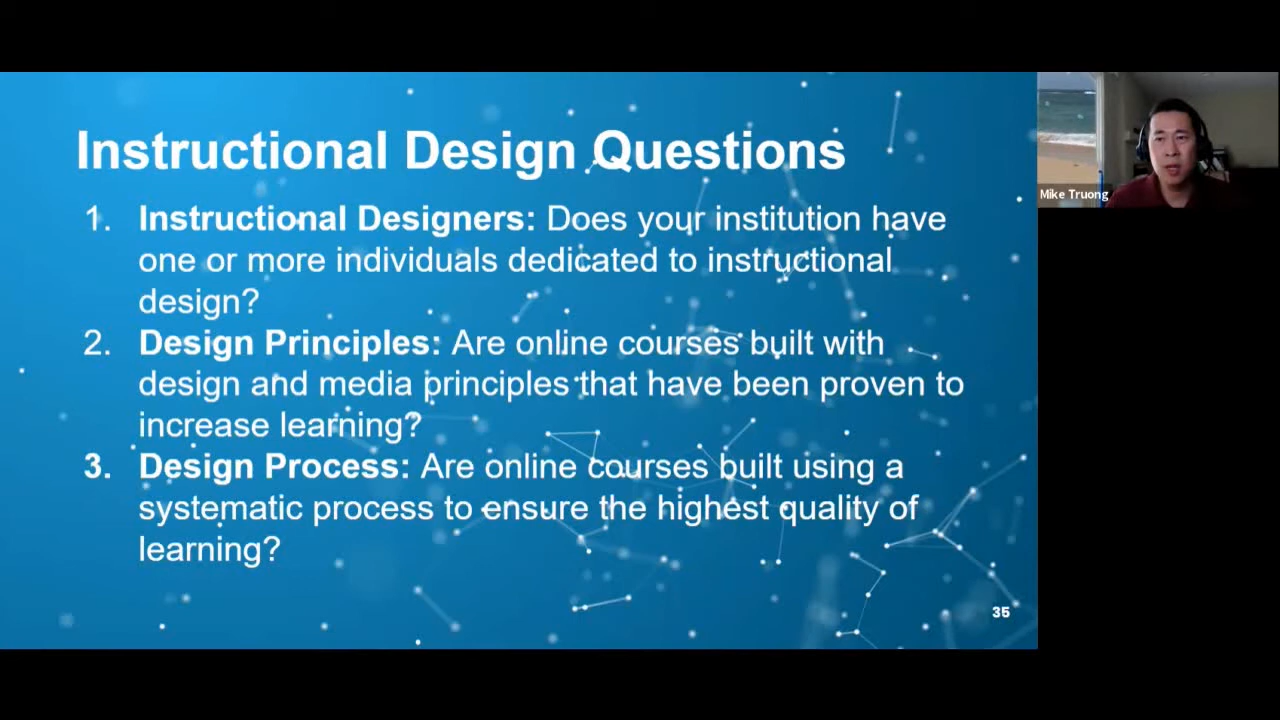 Instructional Design Questions
1. Instructional Designers: Does your institution have
one or more individuals dedicated to instructional
design?
2. Design Principles: Are online courses built with
design and media principles that have been proven to
increase learning?
3. Design Process: Are online courses built using a
systematic process to ensure the highest quality of
learning?
35
Mike Truong